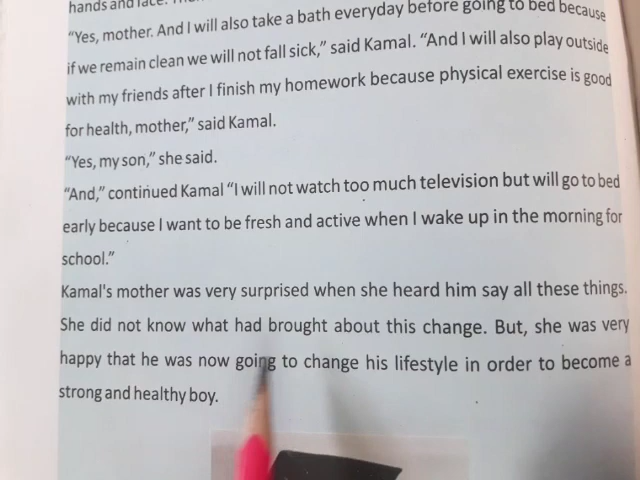 hands and face.
“Yes, mother. And I will also take a bath everyday before going to bed because
if we remain clean we will not fall sick,” said Kamal. “And I will also play outside
with my friends after I finish my homework because physical exercise is good
for health, mother,” said Kamal.
“Yes, my son,” she said.
“And,” continued Kamal “I will not watch too much television but will go to bed
early because I want to be fresh and active when I wake up in the morning for
school.”
Kamal's mother was very surprised when she heard him say all these things.
She did not know what had brought about this change. But, she was very
happy that he was now going to change his lifestyle in order to become a
strong and healthy boy.